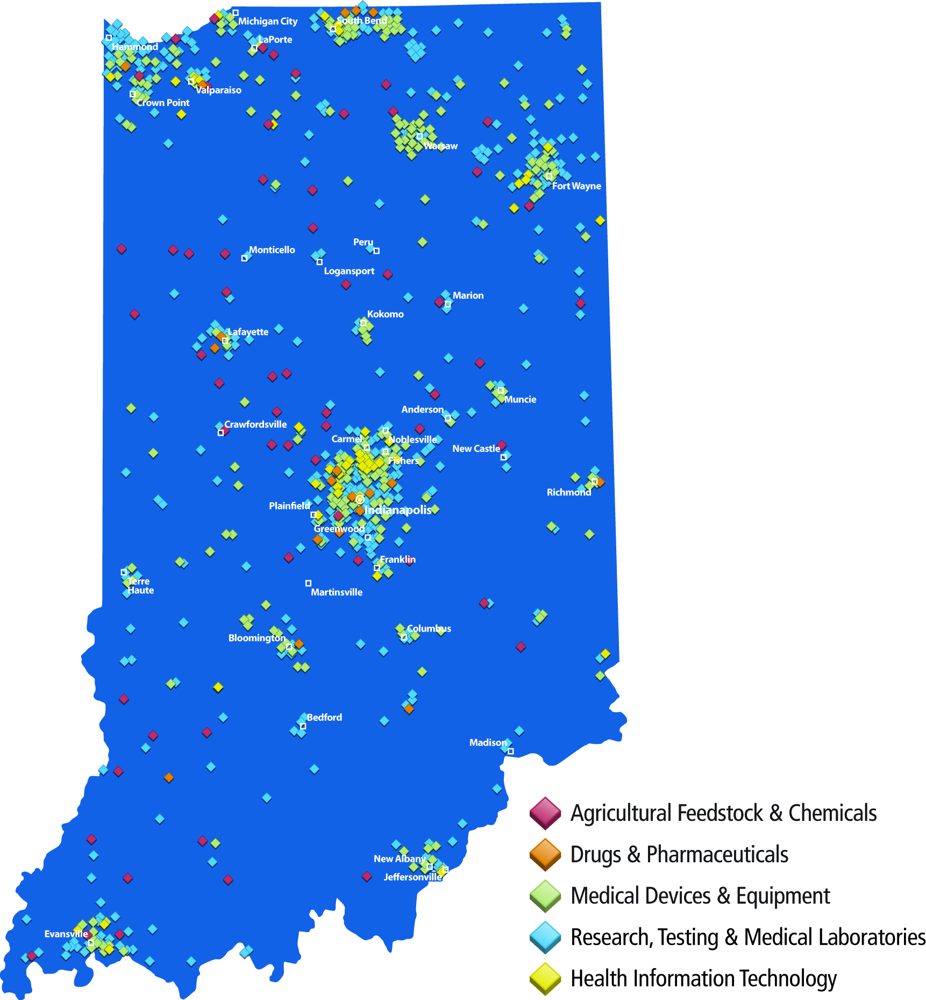 Michigan City
South Bend
LaPorte
Hammond
Valparaiso
Crown Point
Warsaw
Fort Wayne
Peru
Monticello
Logansport
Marion
Kokomo
Lafayette
Muncie
Anderson
Crawfordsville
Carmel
Noblesville
New Castle
Fishers
Richmond
Plainfield
Indianapolis
Greenwood
Franklin
Terre
Haute
Martinsville
Columbus
Bloomington
Bedford
Madison
New Albany
Jeffersonville
Evansville
Agricultural Feedstock & Chemicals
Drugs & Pharmaceuticals
Medical Devices & Equipment
Research, Testing & Medical Laboratories
Health Information Technology